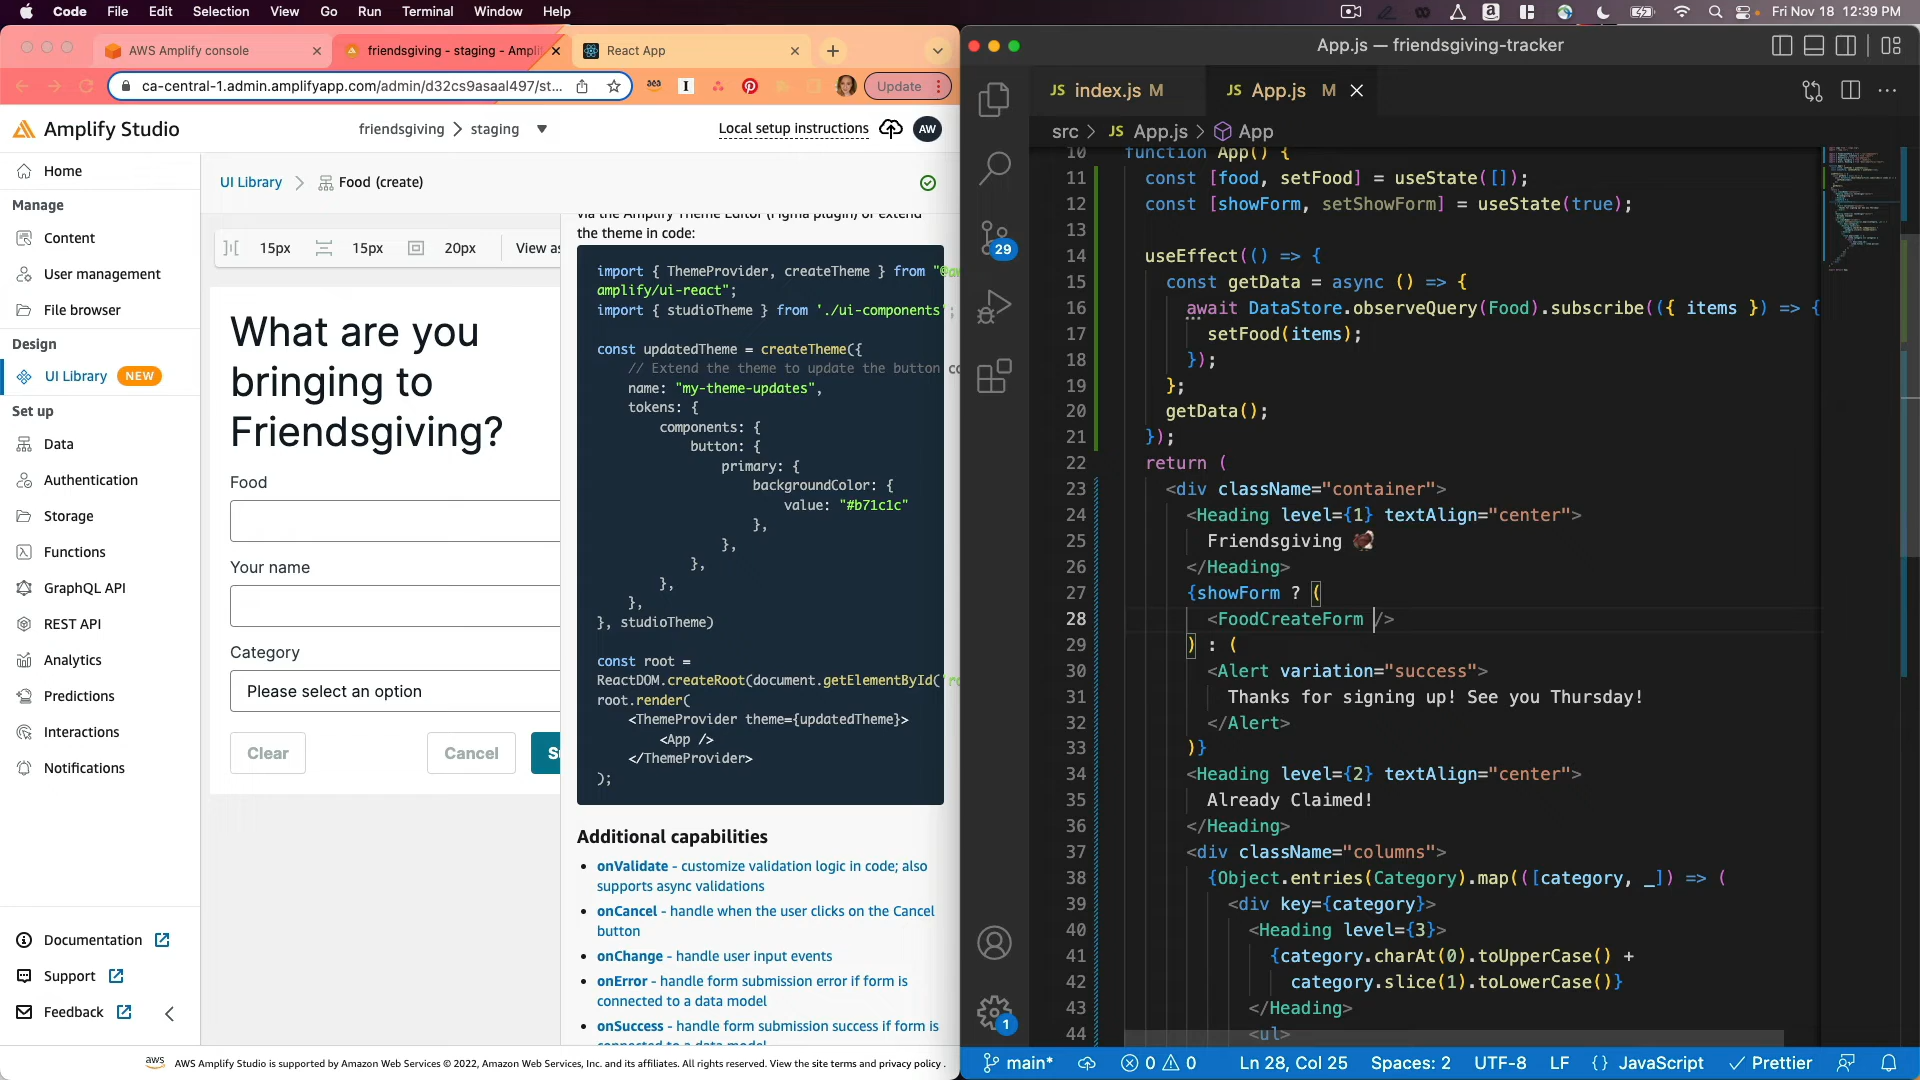 Code File Edit Selection View Go Run Terminal Window Help
Fri Nov 18 12:39 PM
AWS Amplify console
friendsgiving - staging - Ampli
React App
ca-central-1.admin.amplifyapp.com/admin/d32cs9asaal497/st...
Update
Amplify Studio
friendsgiving > staging
Local setup instructions
AW
Home
Manage
Content
User management
File browser
Design
UI Library NEW
Set up
Data
Authentication
Storage
Functions
GraphQL API
REST API
Analytics
Predictions
Interactions
Notifications
Documentation
Support
Feedback
UI Library > Food (create)
15px 15px 20px View as
What are you
bringing to
Friendsgiving?
Food
Your name
Category
Please select an option
Clear Cancel
via the Amplify Theme Editor (Figma plugin) or extend
the theme in code:
import { ThemeProvider, createTheme } from "@aw
amplify/ui-react";
import { studioTheme } from './ui-components';
const updatedTheme = createTheme({
// Extend the theme to update the button co
name: "my-theme-updates",
tokens: {
components: {
button: {
primary: {
backgroundColor: {
value: "#b71c1c"
},
},
},
},
},
}, studioTheme)
const root =
ReactDOM.createRoot(document.getElementById('ro
root.render(
<ThemeProvider theme={updatedTheme}>
<App />
</ThemeProvider>
);
Additional capabilities
onValidate - customize validation logic in code; also
supports async validations
onCancel - handle when the user clicks on the Cancel
button
onChange - handle user input events
onError - handle form submission error if form is
connected to a data model
onSuccess - handle form submission success if form is
connected to a data model
aws AWS Amplify Studio is supported by Amazon Web Services © 2022, Amazon Web Services, Inc. and its affiliates. All rights reserved. View the site terms and privacy policy .
App.js — friendsgiving-tracker
JS index.js M
JS App.js M
src > JS App.js > App
29
1
10 function App() {
11 const [food, setFood] = useState([]);
12 const [showForm, setShowForm] = useState(true);
13
14 useEffect(() => {
15 const getData = async () => {
16 await DataStore.observeQuery(Food).subscribe(({ items }) => {
17 setFood(items);
18 });
19 };
20 getData();
21 });
22 return (
23 <div className="container">
24 <Heading level={1} textAlign="center">
25 Friendsgiving 🦃
26 </Heading>
27 {showForm ? (
28 <FoodCreateForm />
29 ) : (
30 <Alert variation="success">
31 Thanks for signing up! See you Thursday!
32 </Alert>
33 )}
34 <Heading level={2} textAlign="center">
35 Already Claimed!
36 </Heading>
37 <div className="columns">
38 {Object.entries(Category).map(([category, _]) => (
39 <div key={category}>
40 <Heading level={3}>
41 {category.charAt(0).toUpperCase() +
42 category.slice(1).toLowerCase()}
43 </Heading>
44 <ul>
main* 0 0 Ln 28, Col 25 Spaces: 2 UTF-8 LF {} JavaScript Prettier